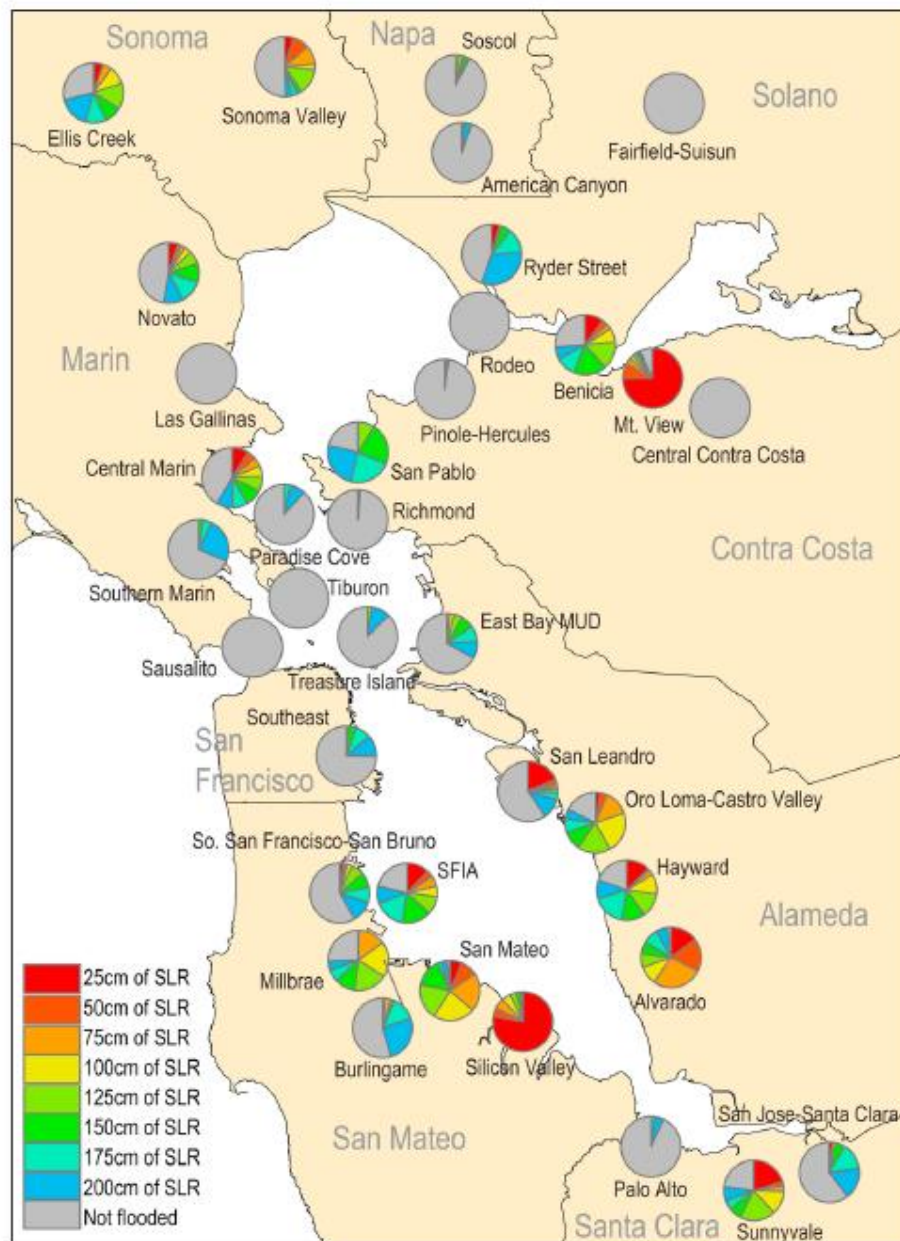 Sonoma
Napa
Soscol
Solano
Ellis Creek
Sonoma Valley
Fairfield-Suisun
American Canyon
Ryder Street
Novato
Marin
Rodeo
Benicia
Las Gallinas
Pinole-Hercules
Mt. View
Central Contra Costa
Central Marin
San Pablo
Richmond
Paradise Cove
Contra Costa
Southern Marin
Tiburon
East Bay MUD
Sausalito
Treasure Island
Southeast
San
Francisco
San Leandro
Oro Loma-Castro Valley
So. San Francisco-San Bruno
SFIA
Hayward
Alameda
Millbrae
San Mateo
Alvarado
Burlingame
Silicon Valley
25cm of SLR
50cm of SLR
75cm of SLR
100cm of SLR
125cm of SLR
150cm of SLR
175cm of SLR
200cm of SLR
Not flooded
San Mateo
San Jose-Santa Clara
Palo Alto
Santa Clara
Sunnyvale